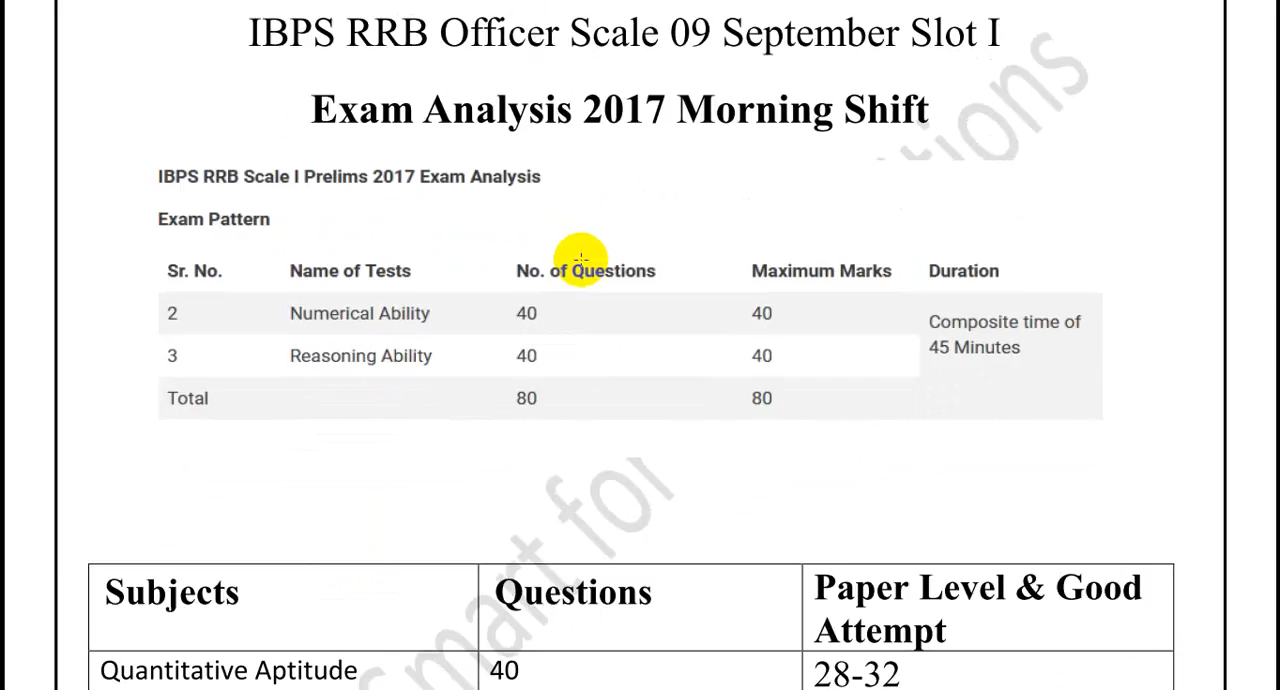 IBPS RRB Officer Scale 09 September Slot I
Exam Analysis 2017 Morning Shift
IBPS RRB Scale I Prelims 2017 Exam Analysis
Exam Pattern
Sr. No. Name of Tests No. of Questions Maximum Marks Duration
2 Numerical Ability 40 40 Composite time of
45 Minutes
3 Reasoning Ability 40 40
Total 80 80
Subjects Questions Paper Level & Good
Attempt
Quantitative Aptitude 40 28-32
mart for